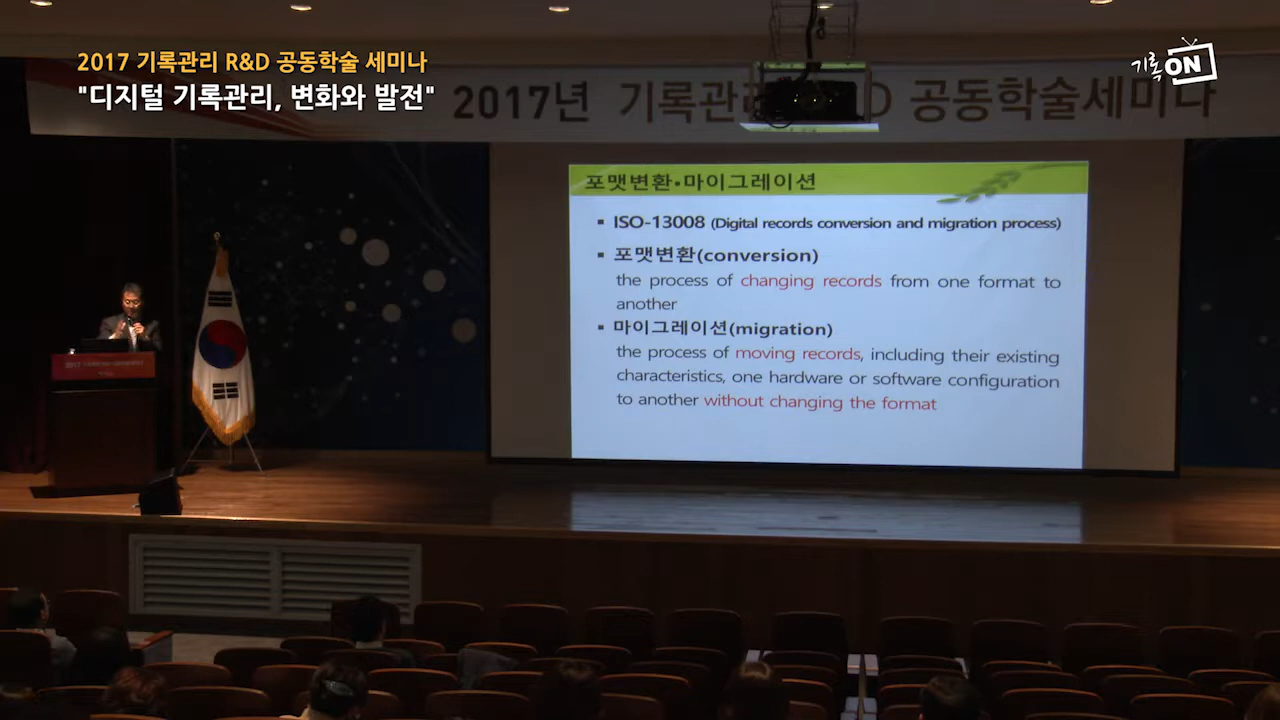 2017 기록관리 R&D 공동학술 세미나
"디지털 기록관리, 변화와 발전"
기록ON
2017년 기록관 D 공동학술세미나
포맷변환•마이그레이션
▪ ISO-13008 (Digital records conversion and migration process)
▪ 포맷변환(conversion)
the process of changing records from one format to
another
▪ 마이그레이션(migration)
the process of moving records, including their existing
characteristics, one hardware or software configuration
to another without changing the format
2017